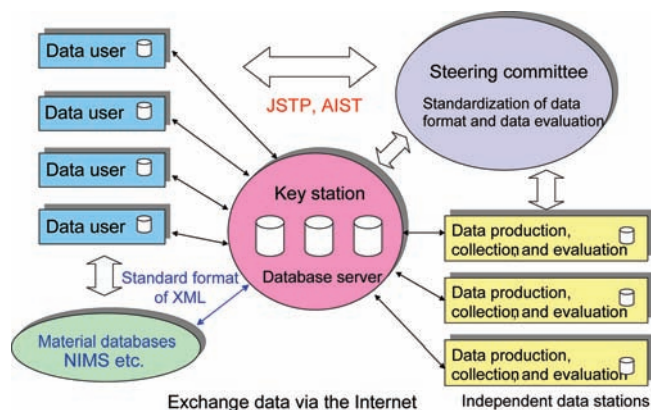 Data user
Data user
Data user
Data user
JSTP, AIST
Steering committee
Standardization of data
format and data evaluation
Key station
Database server
Standard format
of XML
Material databases
NIMS etc.
Data production,
collection and evaluation
Data production,
collection and evaluation
Data production,
collection and evaluation
Exchange data via the Internet
Independent data stations